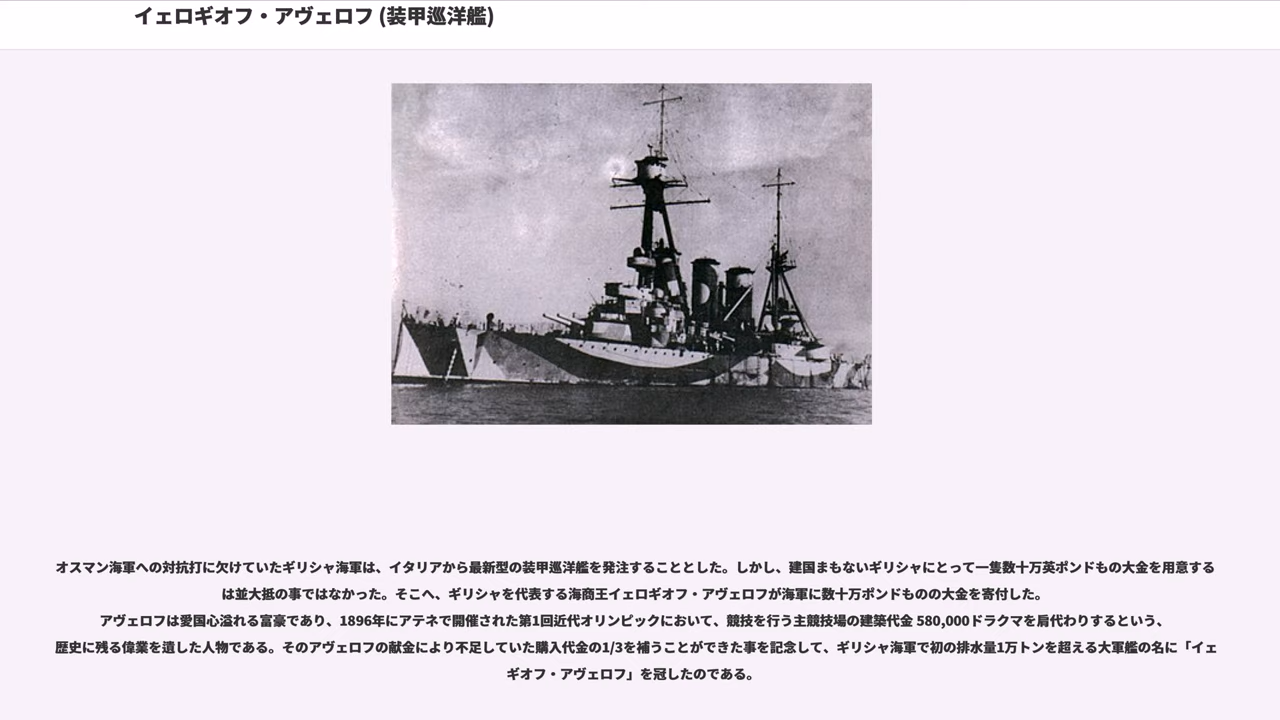 イェロギオフ・アヴェロフ (装甲巡洋艦)
オスマン海軍への対抗打に欠けていたギリシャ海軍は、イタリアから最新型の装甲巡洋艦を発注することとした。しかし、建国まもないギリシャにとって一隻数十万英ポンドもの大金を用意する
は並大抵の事ではなかった。そこへ、ギリシャを代表する海商王イェロギオフ・アヴェロフが海軍に数十万ポンドものの大金を寄付した。
アヴェロフは愛国心溢れる富豪であり、1896年にアテネで開催された第1回近代オリンピックにおいて、競技を行う主競技場の建築代金 580,000ドラクマを肩代わりするという、
歴史に残る偉業を遺した人物である。そのアヴェロフの献金により不足していた購入代金の1/3を補うことができた事を記念して、ギリシャ海軍で初の排水量1万トンを超える大軍艦の名に「イェ
ギオフ・アヴェロフ」を冠したのである。